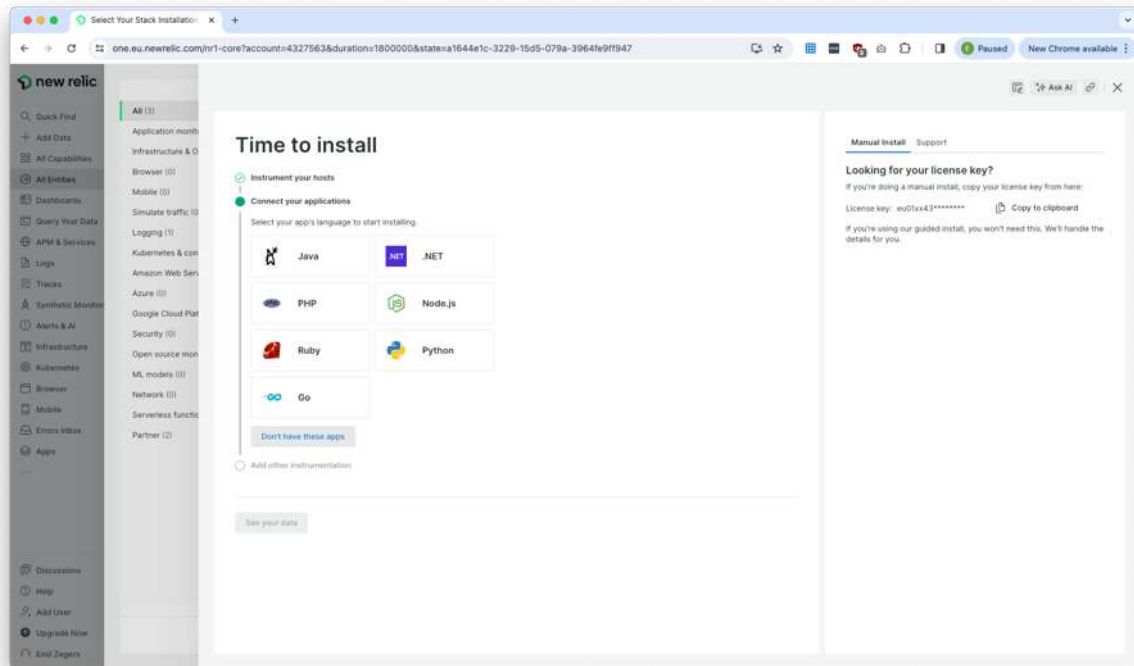 Select Your Stack Installation
one.eu.newrelic.com/nr1-core?account=4327563&duration=1800000&state=a1644e1c-3229-15d5-079a-3964fe9ff947
Paused
New Chrome available
new relic
Quick Find
Add Data
All Capabilities
All Entities
Dashboards
Query Your Data
APM & Services
Logs
Traces
Synthetic Monitor
Alerts & AI
Infrastructure
Kubernetes
Browser
Mobile
Errors Inbox
Apps
...
Discussions
Help
Add User
Upgrade Now
Emil Zegers
All (3)
Application monit
Infrastructure & O
Browser (0)
Mobile (0)
Simulate traffic (0
Logging (1)
Kubernetes & con
Amazon Web Serv
Azure (0)
Google Cloud Plat
Security (0)
Open source mon
ML models (0)
Network (0)
Serverless functio
Partner (2)
Ask AI
Time to install
Instrument your hosts
Connect your applications
Select your app's language to start installing.
Java
.NET .NET
PHP
JS Node.js
Ruby
Python
GO Go
Don't have these apps
Add other instrumentation
See your data
Manual Install Support
Looking for your license key?
If you're doing a manual install, copy your license key from here:
License key: eu01xx43******** Copy to clipboard
If you're using our guided install, you won't need this. We'll handle the
details for you.